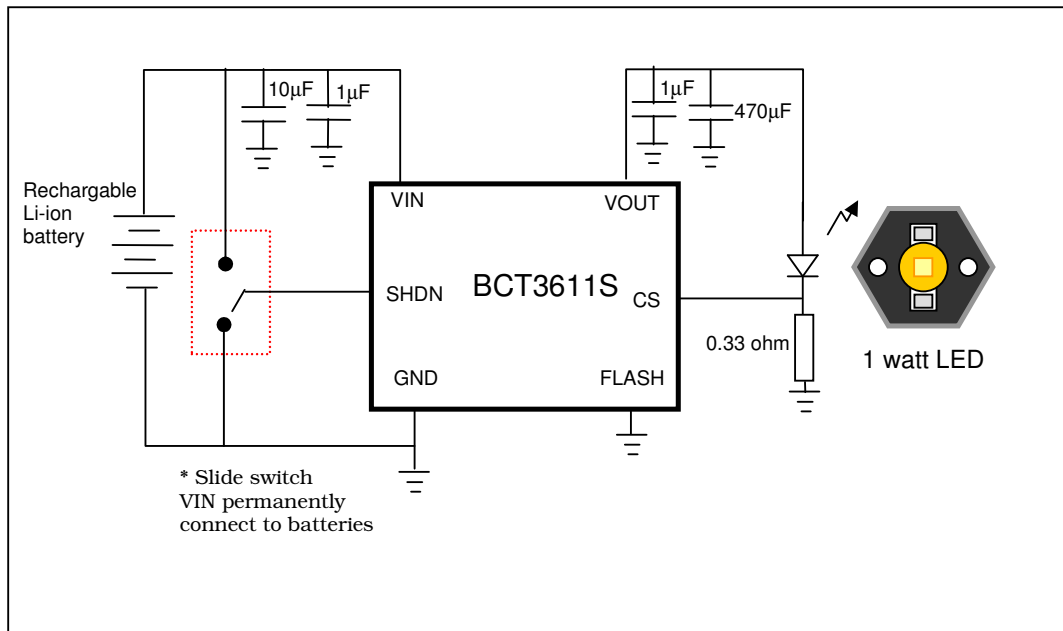 10µF
1µF
1µF
470µF
Rechargable
Li-ion
battery
VIN
VOUT
SHDN
BCT3611S
CS
0.33 ohm
1 watt LED
GND
FLASH
* Slide switch
VIN permanently
connect to batteries